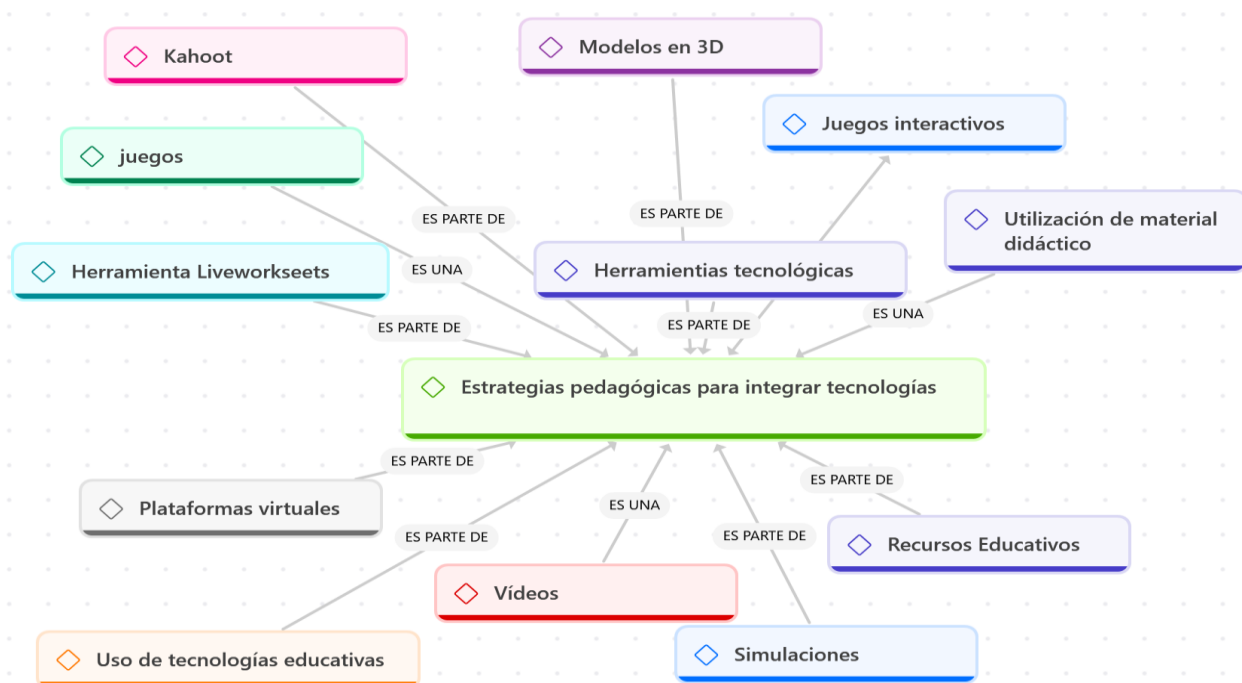 Kahoot
Modelos en 3D
Juegos interactivos
juegos
Utilización de material
didáctico
ES PARTE DE
ES PARTE DE
Herramienta Liveworkseets
ES UNA
Herramientias tecnológicas
ES PARTE DE
ES PARTE DE
ES UNA
Estrategias pedagógicas para integrar tecnologías
ES PARTE DE
ES PARTE DE
Plataformas virtuales
ES UNA
ES PARTE DE
ES PARTE DE
Recursos Educativos
Vídeos
Uso de tecnologías educativas
Simulaciones